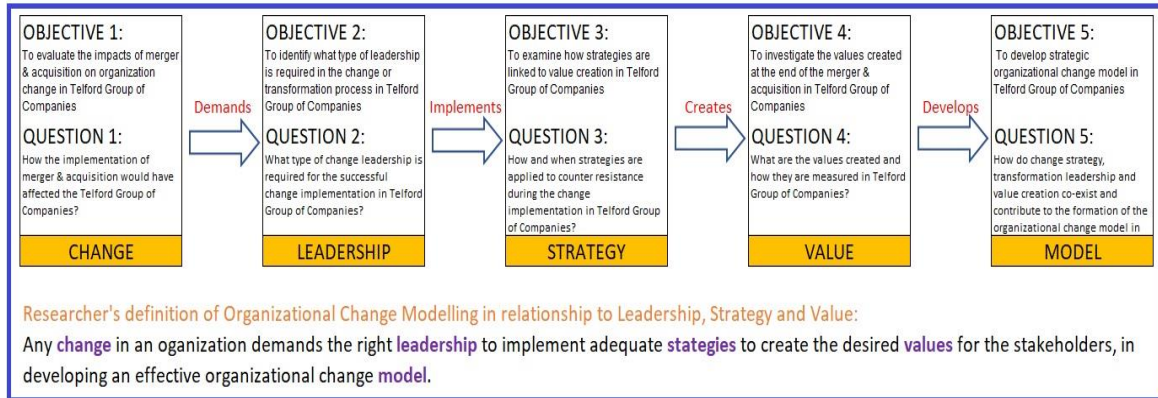 OBJECTIVE 1:
To evaluate the impacts of merger
& acquisition on organization
change in Telford Group of
Companies
QUESTION 1:
How the implementation of
merger & acquisition would have
affected the Telford Group of
Companies?
CHANGE
Demands
OBJECTIVE 2:
To identify what type of leadership
is required in the change or
transformation process in Telford
Group of Companies
QUESTION 2:
What type of change leadership is
required for the successful
change implementation in Telford
Group of Companies?
LEADERSHIP
Implements
OBJECTIVE 3:
To examine how strategies are
linked to value creation in Telford
Group of Companies
QUESTION 3:
How and when strategies are
applied to counter resistance
during the change
implementation in Telford Group
of Companies?
STRATEGY
Creates
OBJECTIVE 4:
To investigate the values created
at the end of the merger &
acquisition in Telford Group of
Companies
QUESTION 4:
What are the values created and
how they are measured in Telford
Group of Companies?
VALUE
Develops
OBJECTIVE 5:
To develop strategic
organizational change model in
Telford Group of Companies
QUESTION 5:
How do change strategy,
transformation leadership and
value creation co-exist and
contribute to the formation of the
organizational change model in
MODEL
Researcher's definition of Organizational Change Modelling in relationship to Leadership, Strategy and Value:
Any change in an oganization demands the right leadership to implement adequate stategies to create the desired values for the stakeholders, in
developing an effective organizational change model.